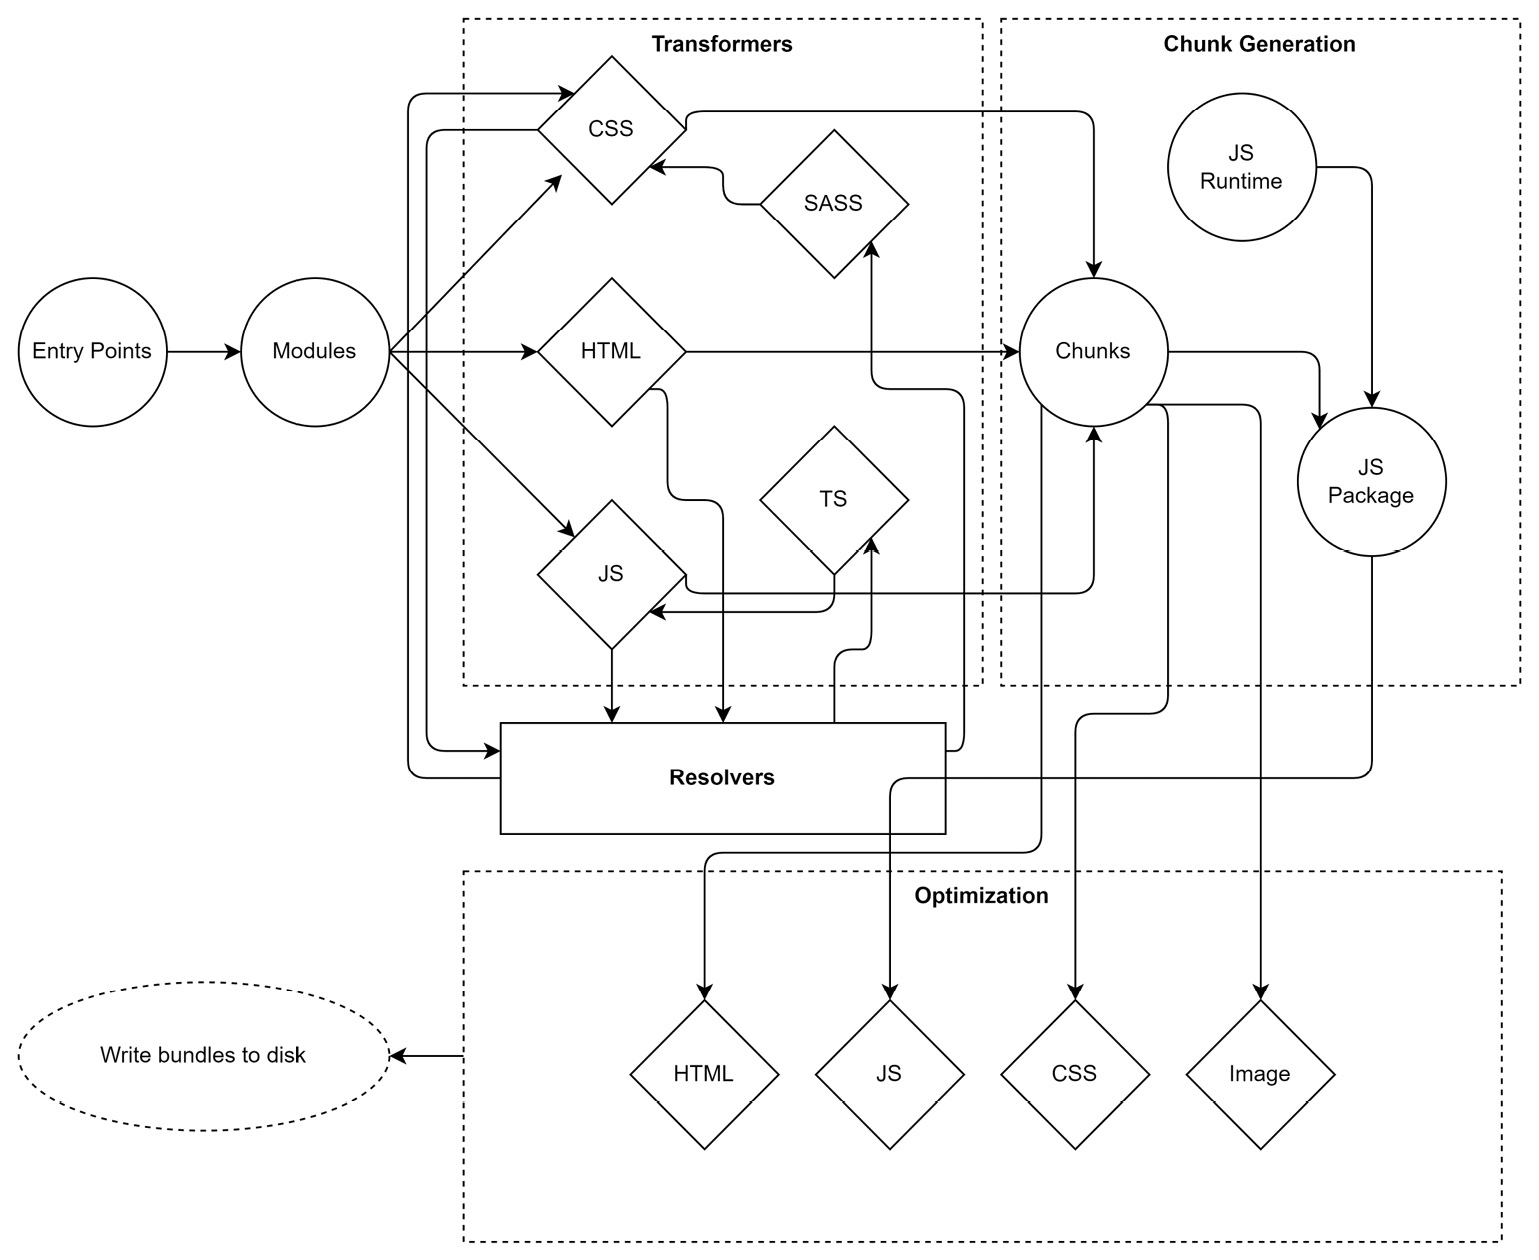 Transformers
Chunk Generation
CSS
JS
Runtime
SASS
Entry Points
Modules
HTML
Chunks
JS
Package
TS
JS
Resolvers
Optimization
Write bundles to disk
HTML
JS
CSS
Image